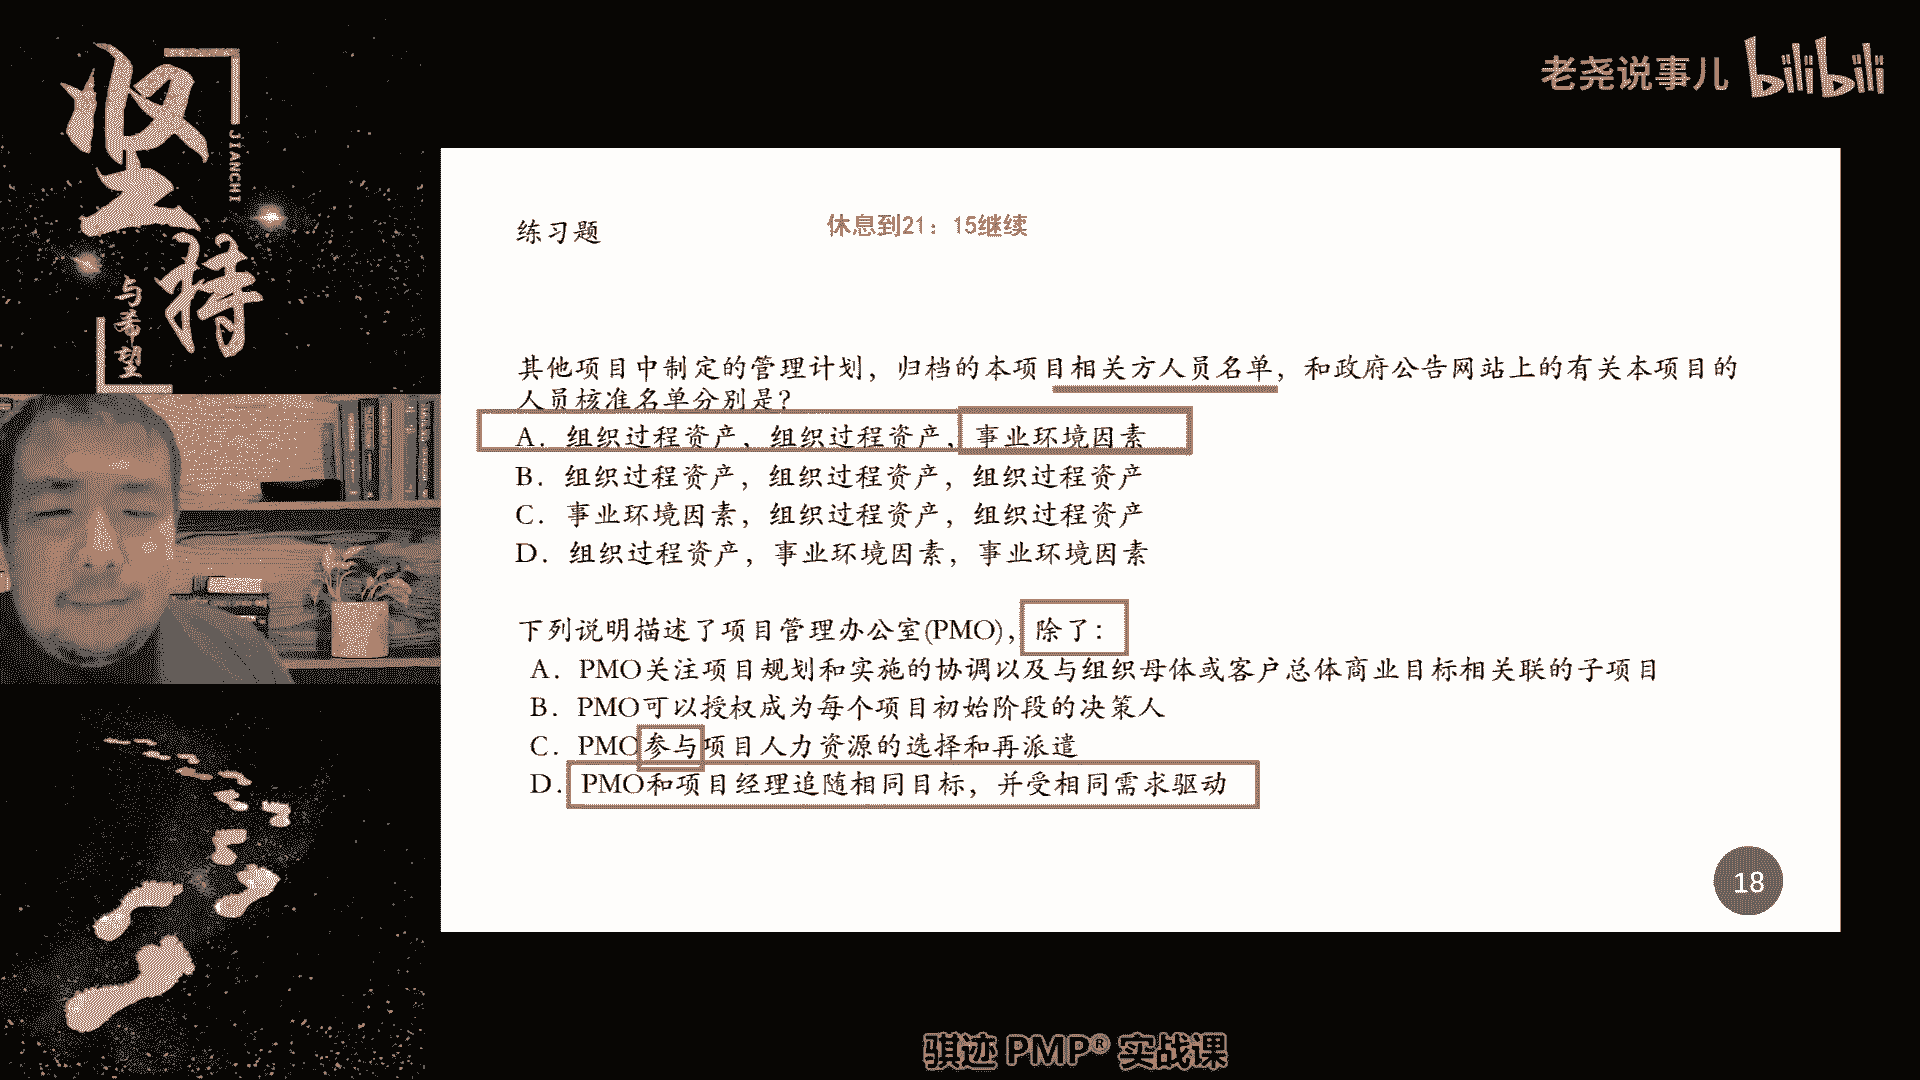 坚持
JIANCHI
与希望
老尧说事儿 bilibili
练习题
休息到21：15继续
其他项目中制定的管理计划，归档的本项目相关方人员名单，和政府公告网站上的有关本项目的
人员核准名单分别是？
A．组织过程资产，组织过程资产，事业环境因素
B．组织过程资产，组织过程资产，组织过程资产
C．事业环境因素，组织过程资产，组织过程资产
D．组织过程资产，事业环境因素，事业环境因素
下列说明描述了项目管理办公室(PMO)，除了：
A．PMO关注项目规划和实施的协调以及与组织母体或客户总体商业目标相关联的子项目
B．PMO可以授权成为每个项目初始阶段的决策人
C．PMO参与项目人力资源的选择和再派遣
D．PMO和项目经理追随相同目标，并受相同需求驱动
18
骐迹 PMP® 实战课